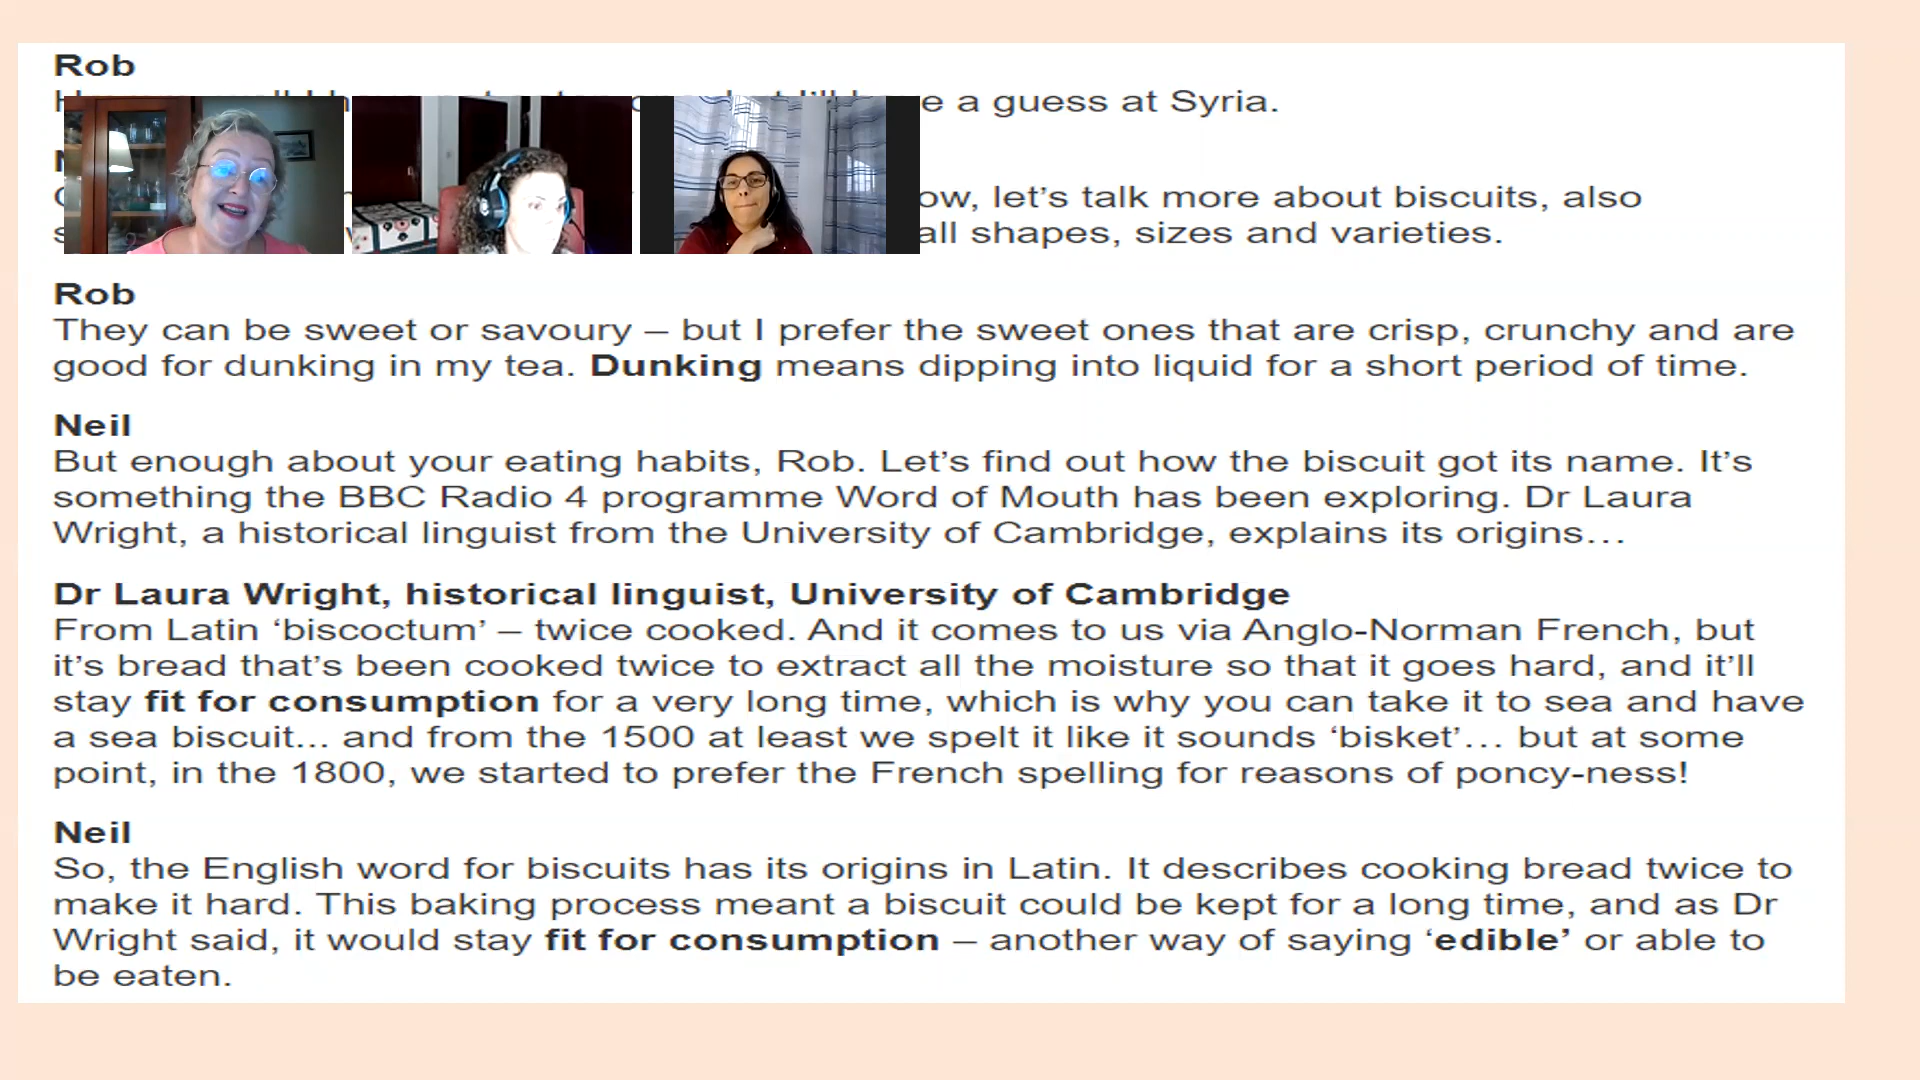 Rob
e a guess at Syria.
ow, let’s talk more about biscuits, also
all shapes, sizes and varieties.
Rob
They can be sweet or savoury – but I prefer the sweet ones that are crisp, crunchy and are
good for dunking in my tea. Dunking means dipping into liquid for a short period of time.
Neil
But enough about your eating habits, Rob. Let’s find out how the biscuit got its name. It’s
something the BBC Radio 4 programme Word of Mouth has been exploring. Dr Laura
Wright, a historical linguist from the University of Cambridge, explains its origins…
Dr Laura Wright, historical linguist, University of Cambridge
From Latin ‘biscoctum’ – twice cooked. And it comes to us via Anglo-Norman French, but
it’s bread that’s been cooked twice to extract all the moisture so that it goes hard, and it’ll
stay fit for consumption for a very long time, which is why you can take it to sea and have
a sea biscuit... and from the 1500 at least we spelt it like it sounds ‘bisket’… but at some
point, in the 1800, we started to prefer the French spelling for reasons of poncy-ness!
Neil
So, the English word for biscuits has its origins in Latin. It describes cooking bread twice to
make it hard. This baking process meant a biscuit could be kept for a long time, and as Dr
Wright said, it would stay fit for consumption – another way of saying ‘edible’ or able to
be eaten.